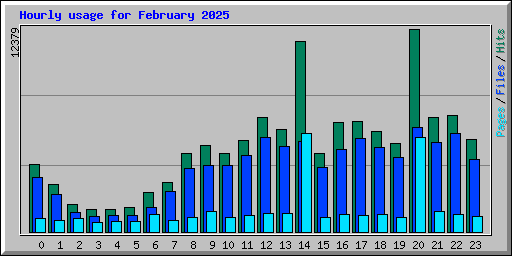 Hourly usage for February 2025
12379
Pages/Files/Hits
0 1 2 3 4 5 6 7 8 9 10 11 12 13 14 15 16 17 18 19 20 21 22 23